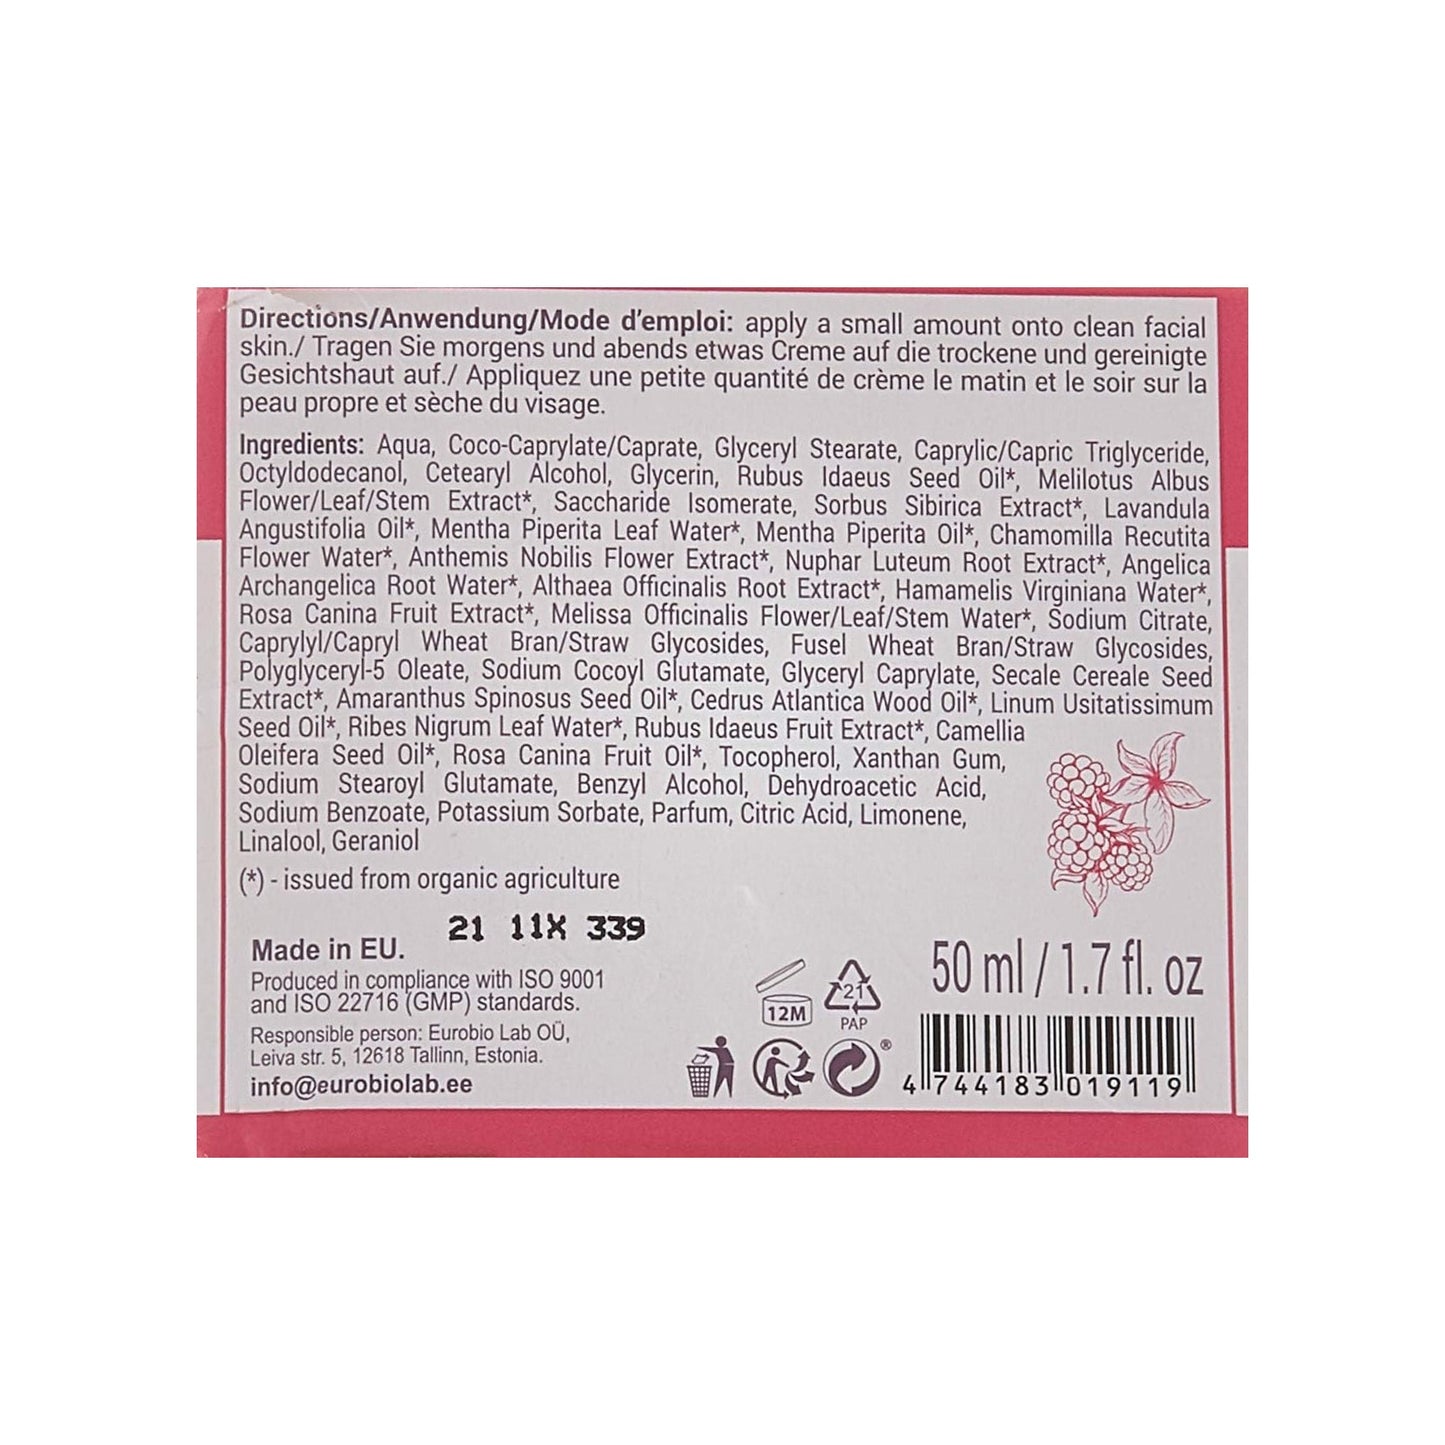 Directions/Anwendung/Mode d'emploi: apply a small amount onto clean facial
skin./ Tragen Sie morgens und abends etwas Creme auf die trockene und gereinigte
Gesichtshaut auf./ Appliquez une petite quantité de crème le matin et le soir sur la
peau propre et sèche du visage.
Ingredients: Aqua, Coco-Caprylate/Caprate, Glyceryl Stearate, Caprylic/Capric Triglyceride,
Octyldodecanol, Cetearyl Alcohol, Glycerin, Rubus Idaeus Seed Oil*, Melilotus Albus
Flower/Leaf/Stem Extract*, Saccharide Isomerate, Sorbus Sibirica Extract*, Lavandula
Angustifolia Oil*, Mentha Piperita Leaf Water*, Mentha Piperita Oil*, Chamomilla Recutita
Flower Water*, Anthemis Nobilis Flower Extract*, Nuphar Luteum Root Extract*, Angelica
Archangelica Root Water*, Althaea Officinalis Root Extract*, Hamamelis Virginiana Water*,
Rosa Canina Fruit Extract*, Melissa Officinalis Flower/Leaf/Stem Water*, Sodium Citrate,
Caprylyl/Capryl Wheat Bran/Straw Glycosides, Fusel Wheat Bran/Straw Glycosides,
Polyglyceryl-5 Oleate, Sodium Cocoyl Glutamate, Glyceryl Caprylate, Secale Cereale Seed
Extract*, Amaranthus Spinosus Seed Oil*, Cedrus Atlantica Wood Oil*, Linum Usitatissimum
Seed Oil*, Ribes Nigrum Leaf Water*, Rubus Idaeus Fruit Extract*, Camellia
Oleifera Seed Oil*, Rosa Canina Fruit Oil*, Tocopherol, Xanthan Gum,
Sodium Stearoyl Glutamate, Benzyl Alcohol, Dehydroacetic Acid,
Sodium Benzoate, Potassium Sorbate, Parfum, Citric Acid, Limonene,
Linalool, Geraniol
(*) - issued from organic agriculture
21 11X 339
Made in EU.
Produced in compliance with ISO 9001
and ISO 22716 (GMP) standards.
Responsible person: Eurobio Lab OÜ,
Leiva str. 5, 12618 Tallinn, Estonia.
info@eurobiolab.ee
12M
21
PAP
®
50 ml / 1.7 fl. oz
4 744183 019119